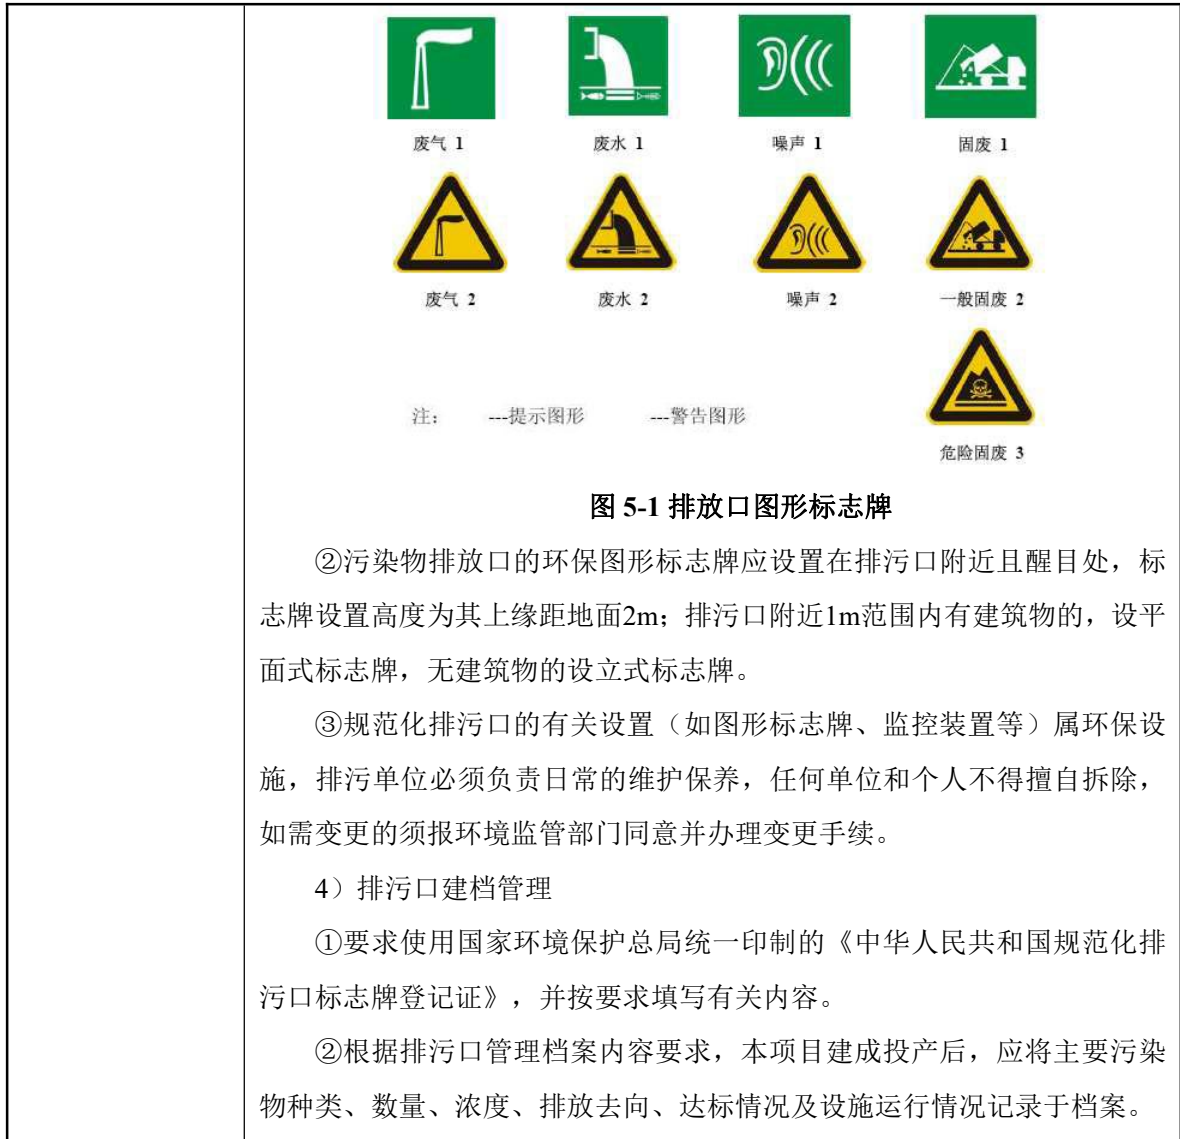 废气 1 废水 1 噪声 1 固废 1
废气 2 废水 2 噪声 2 一般固废 2
注： ---提示图形 ---警告图形
危险固废 3
图 5-1 排放口图形标志牌
②污染物排放口的环保图形标志牌应设置在排污口附近且醒目处，标
志牌设置高度为其上缘距地面2m；排污口附近1m范围内有建筑物的，设平
面式标志牌，无建筑物的设立式标志牌。
③规范化排污口的有关设置（如图形标志牌、监控装置等）属环保设
施，排污单位必须负责日常的维护保养，任何单位和个人不得擅自拆除，
如需变更的须报环境监管部门同意并办理变更手续。
4）排污口建档管理
①要求使用国家环境保护总局统一印制的《中华人民共和国规范化排
污口标志牌登记证》，并按要求填写有关内容。
②根据排污口管理档案内容要求，本项目建成投产后，应将主要污染
物种类、数量、浓度、排放去向、达标情况及设施运行情况记录于档案。